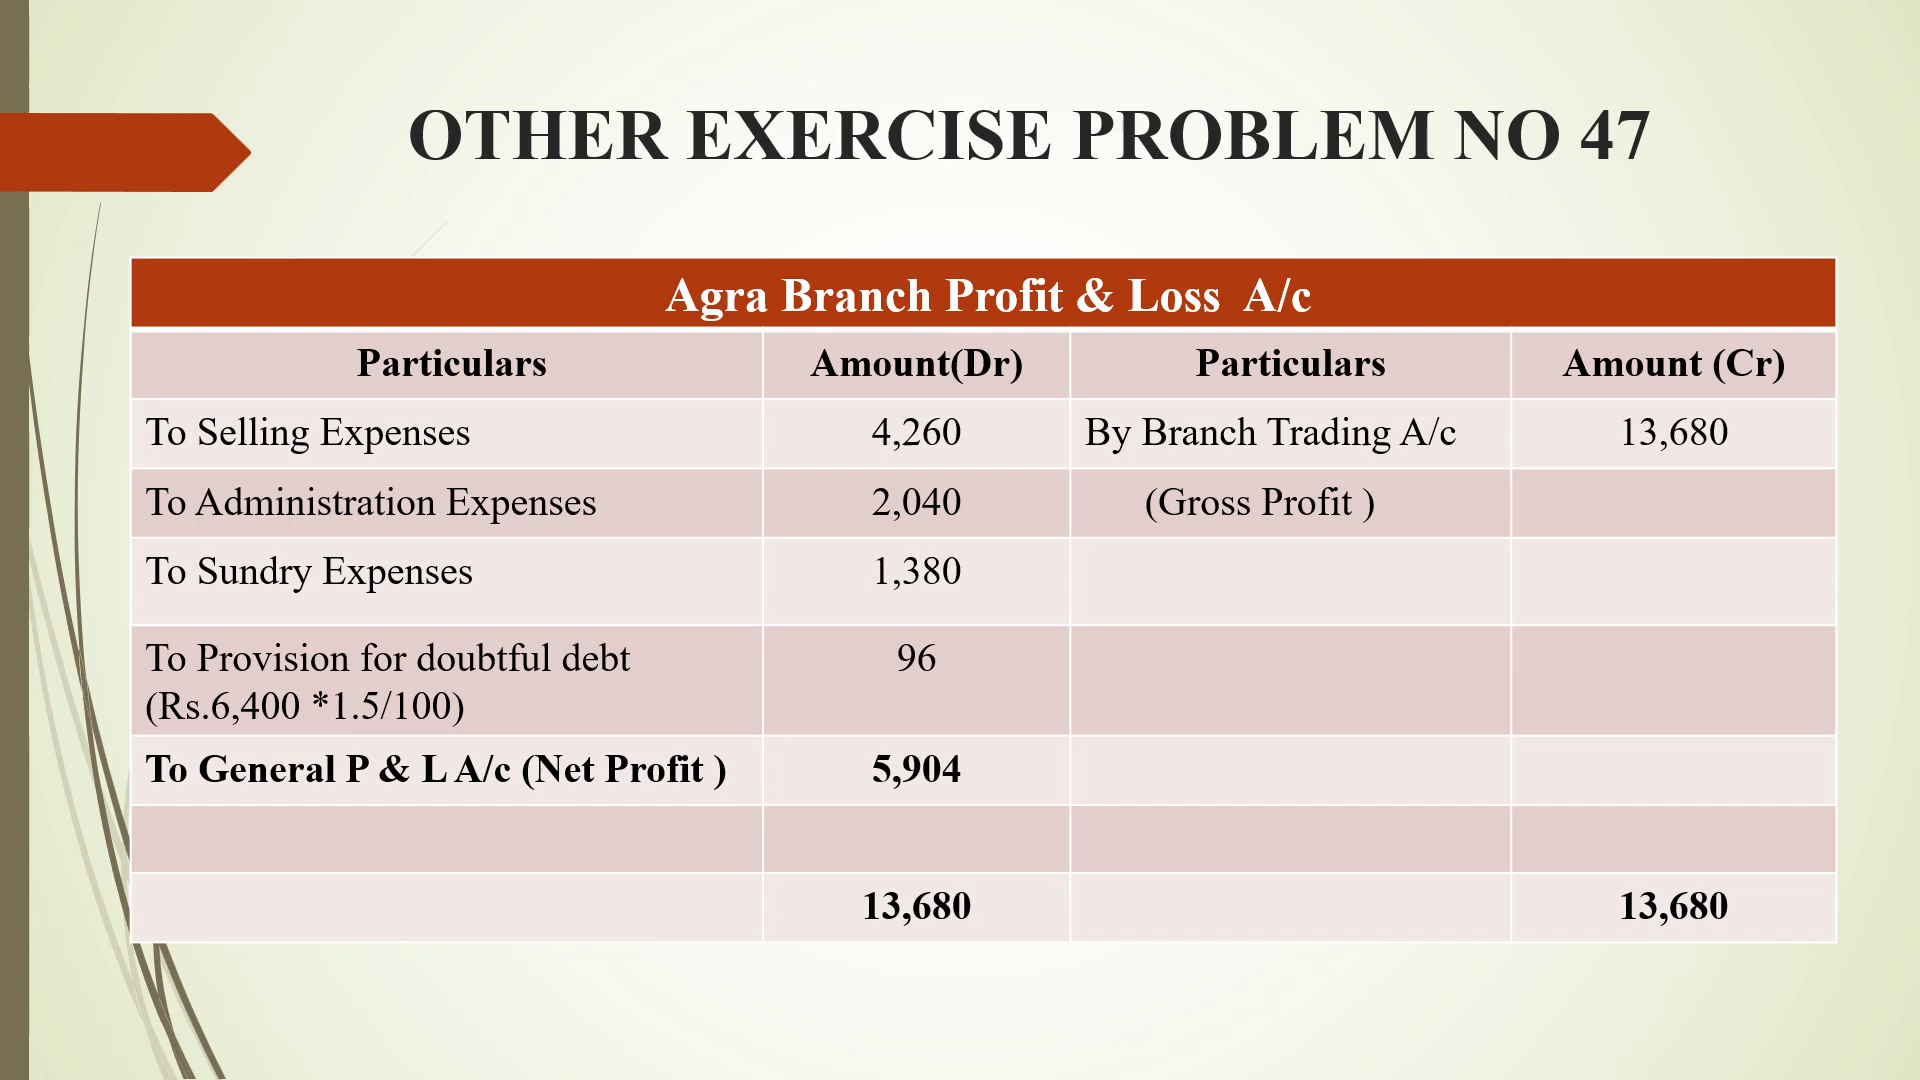 OTHER EXERCISE PROBLEM NO 47
Agra Branch Profit & Loss A/c
Particulars Amount(Dr) Particulars Amount (Cr)
To Selling Expenses 4,260 By Branch Trading A/c 13,680
To Administration Expenses 2,040 (Gross Profit )
To Sundry Expenses 1,380
To Provision for doubtful debt 96
(Rs.6,400 *1.5/100)
To General P & L A/c (Net Profit ) 5,904
13,680 13,680